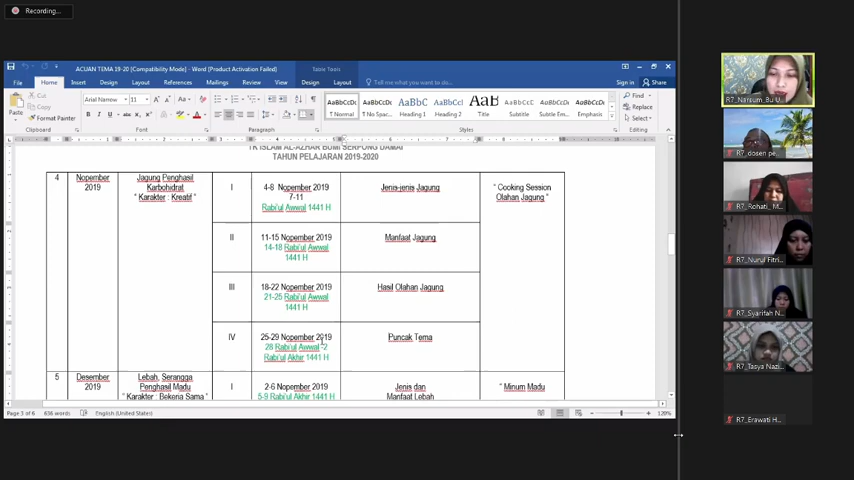 Recording...
ACUAN TEMA 19-20 [Compatibility Mode] - Word (Product Activation Failed)
Table Tools
File Home Insert Design Layout References Mailings Review View Design Layout Tell me what you want to do... Sign in Share
Paste
Cut
Copy
Format Painter
Arial Narrow 11
AaBbCcDc AaBbCcDc AaBbC AaBbCcI AaB AaBbCcD AaBbCcDc AaBbCcDc
¶ Normal ¶ No Spac... Heading 1 Heading 2 Title Subtitle Subtle Em... Emphasis
Find
Replace
Select
Clipboard Font Paragraph Styles Editing
TK ISLAM AL-AZHAR BUMI SERPONG DAMAI
TAHUN PELAJARAN 2019-2020
4
Nopember
2019
Jagung Penghasil
Karbohidrat
" Karakter : Kreatif "
I
4-8 Nopember 2019
7-11
Rabi'ul Awwal 1441 H
Jenis-jenis Jagung
" Cooking Session
Olahan Jagung "
II
11-15 Nopember 2019
14-18 Rabi'ul Awwal
1441 H
Manfaat Jagung
III
18-22 Nopember 2019
21-25 Rabi'ul Awwal
1441 H
Hasil Olahan Jagung
IV
25-29 Nopember 2019
28 Rabi'ul Awwal -2
Rabi'ul Akhir 1441 H
Puncak Tema
5
Desember
2019
Lebah, Serangga
Penghasil Madu
" Karakter : Bekerja Sama "
I
2-6 Nopember 2019
5-9 Rabi'ul Akhir 1441 H
Jenis dan
Manfaat Lebah
" Minum Madu
Page 3 of 6 636 words English (United States) 120%
R7_Narsum_Bu U...
R7_dosen pe...
R7_Rohati_ M...
R7_Nurul Fitri...
R7_Syarifah N...
R7_Tasya Nazi...
R7_Erawati H...